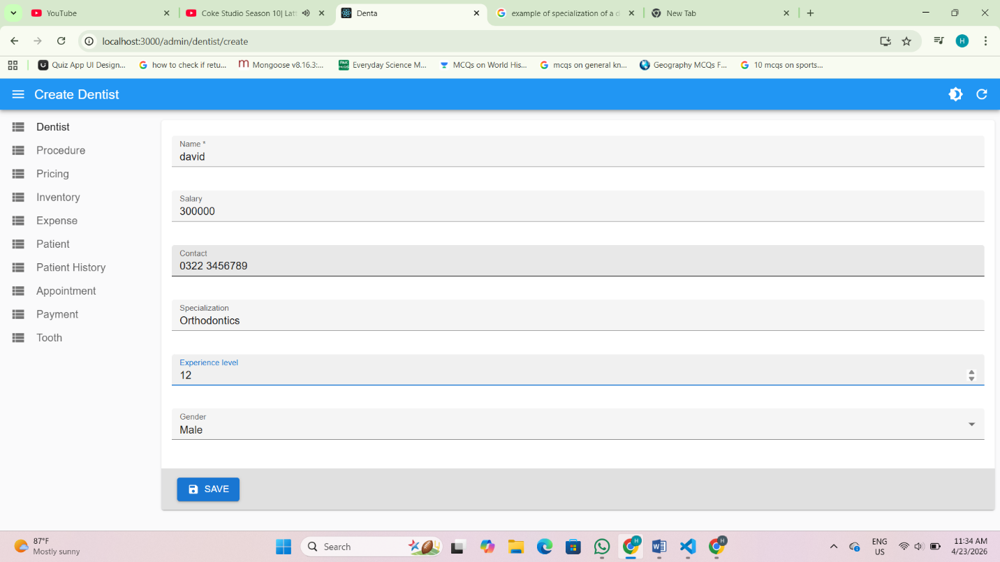 YouTube
Coke Studio Season 10| Lat
Denta
example of specialization of a d
New Tab
localhost:3000/admin/dentist/create
H
Quiz App UI Design...
how to check if retu...
Mongoose v8.16.3:...
Everyday Science M...
MCQs on World His...
mcqs on general kn...
Geography MCQs F...
10 mcqs on sports...
Create Dentist
Dentist
Procedure
Pricing
Inventory
Expense
Patient
Patient History
Appointment
Payment
Tooth
Name *
david
Salary
300000
Contact
0322 3456789
Specialization
Orthodontics
Experience level
12
Gender
Male
SAVE
87°F
Mostly sunny
Search
H
H
ENG
US
11:34 AM
4/23/2026